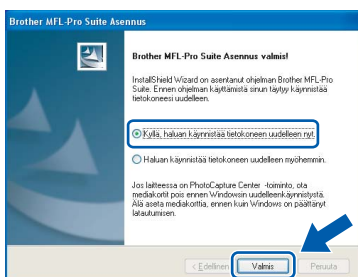 Brother MFL-Pro Suite Asennus
Brother MFL-Pro Suite Asennus valmis!
InstallShield Wizard on asentanut ohjelman Brother MFL-Pro
Suite. Ennen ohjelman käyttämistä sinun täytyy käynnistää
tietokoneesi uudelleen.
Kyllä, haluan käynnistää tietokoneen uudelleen nyt.
Haluan käynnistää tietokoneen uudelleen myöhemmin.
Jos laitteessa on PhotoCapture Center -toiminto, ota
mediakortit pois ennen Windowsin uudelleenkäynnistystä.
Älä aseta mediakorttia, ennen kuin Windows on päättänyt
latautumisen.
< Edellinen Valmis Peruuta